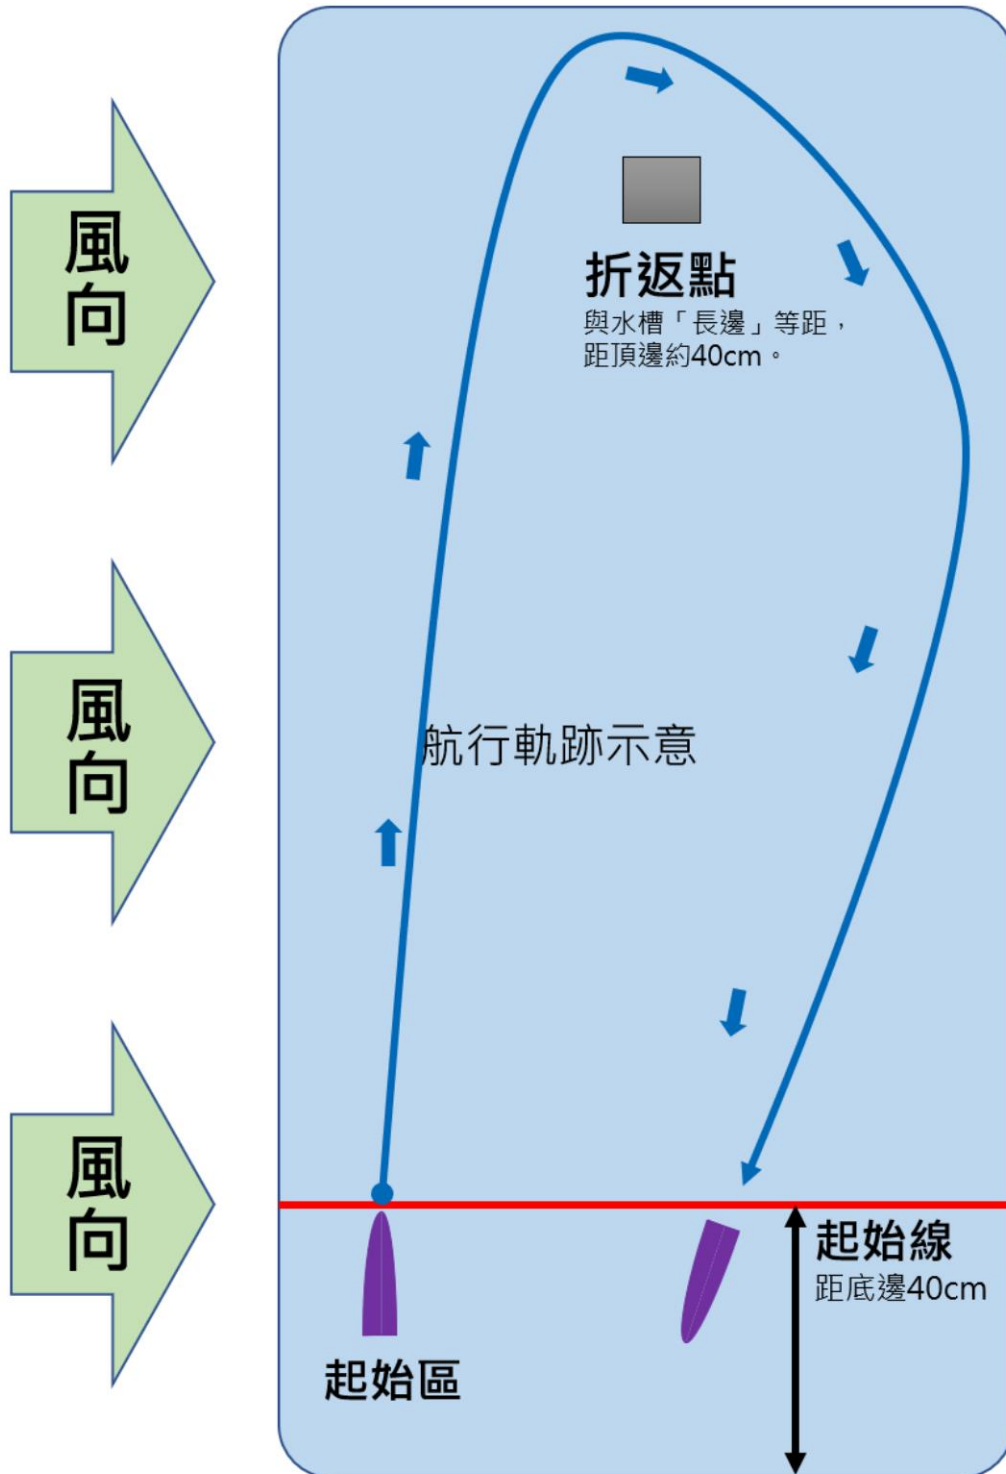 風向
折返點
與水槽「長邊」等距，
距頂邊約40cm。
風向
航行軌跡示意
風向
起始線
距底邊40cm
起始區